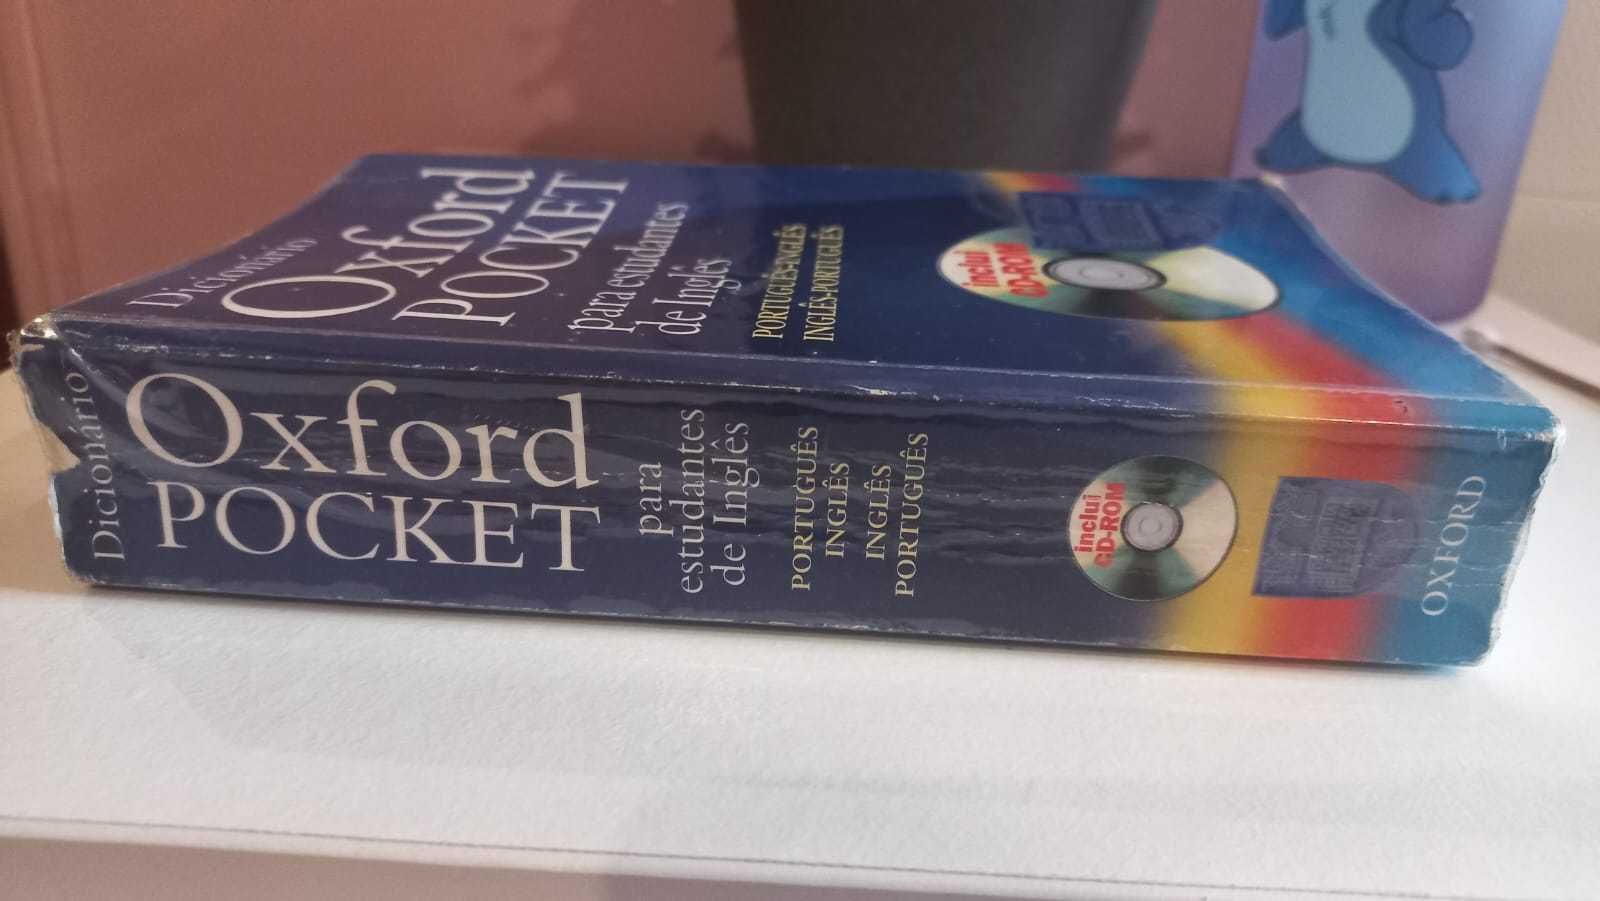 Dicionário
Oxford
POCKET
para estudantes
de Inglês
PORTUGUÊS-INGLÊS
INGLÊS-PORTUGUÊS
inclui
CD-ROM
Dicionário
Oxford
POCKET
para
estudantes
de Inglês
PORTUGUÊS
INGLÊS
INGLÊS
PORTUGUÊS
inclui
CD-ROM
OXFORD